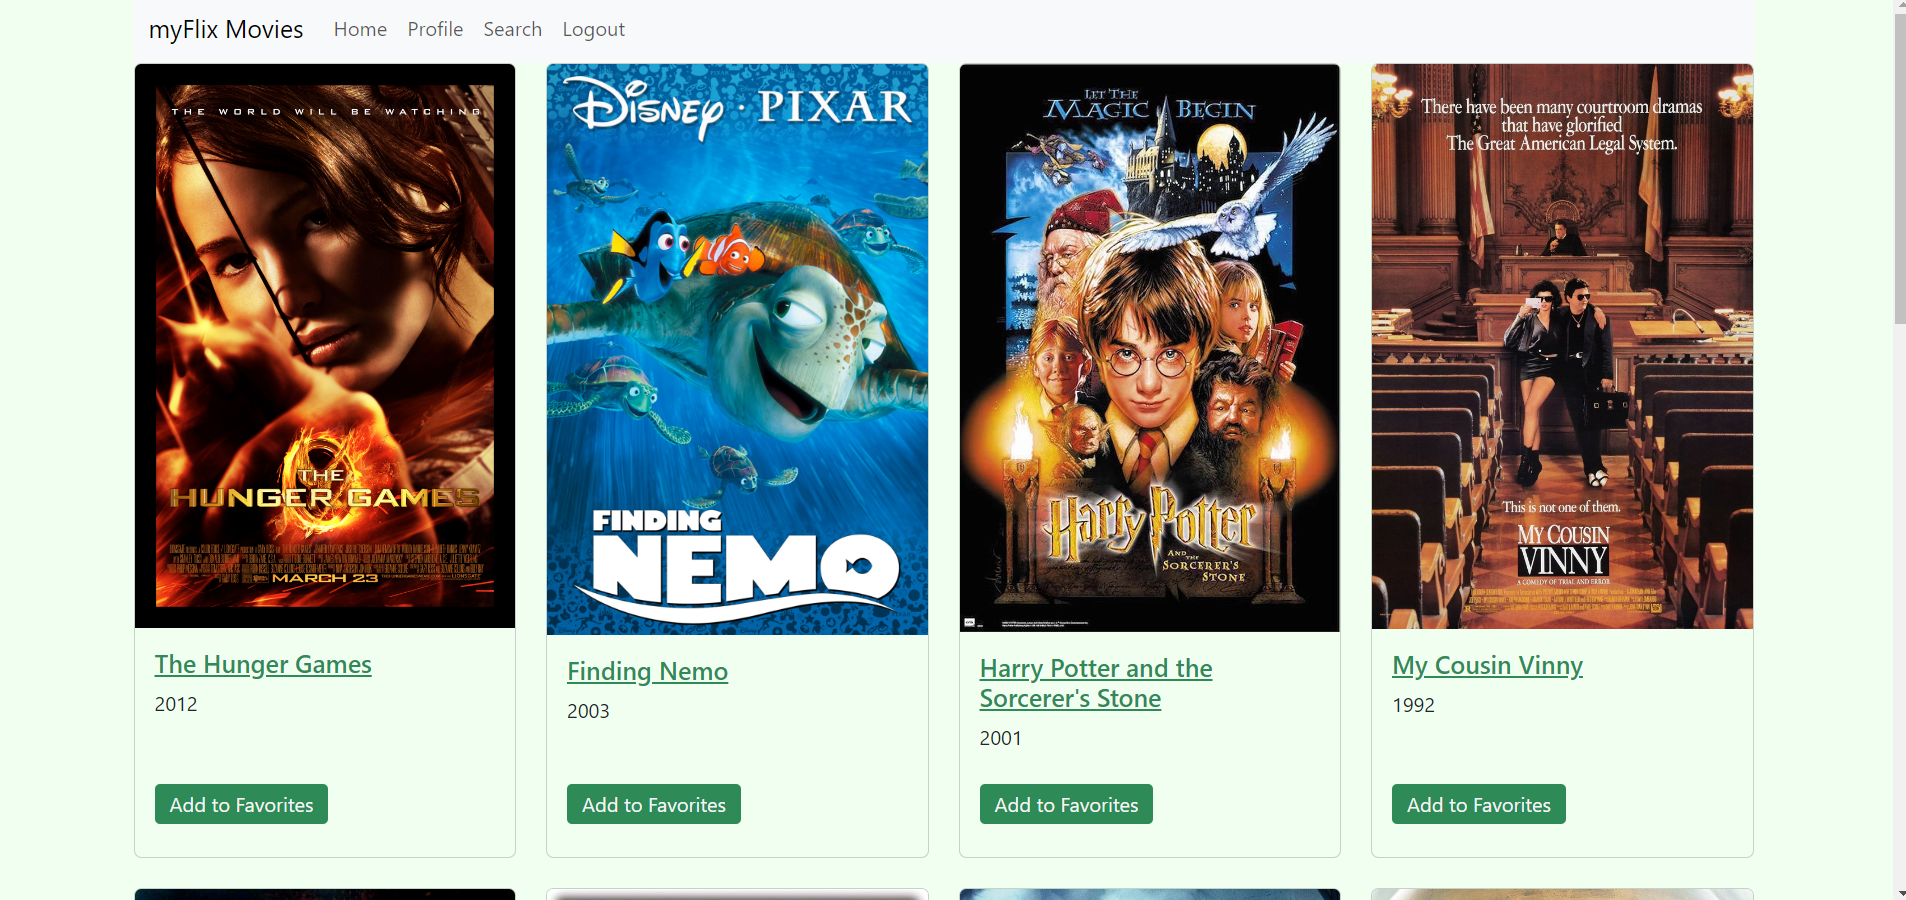 myFlix Movies Home Profile Search Logout
THE WORLD WILL BE WATCHING
THE
HUNGER GAMES
MARCH 23
LIONSGATE
The Hunger Games
2012
Add to Favorites
Disney · PIXAR
FINDING
NEMO
Finding Nemo
2003
Add to Favorites
LET THE
MAGIC BEGIN
Harry Potter
AND THE
SORCERER'S
STONE
Harry Potter and the
Sorcerer's Stone
2001
Add to Favorites
There have been many courtroom dramas
that have glorified
The Great American Legal System.
This is not one of them.
MY COUSIN
VINNY
A COMEDY OF TRIAL AND ERROR
My Cousin Vinny
1992
Add to Favorites